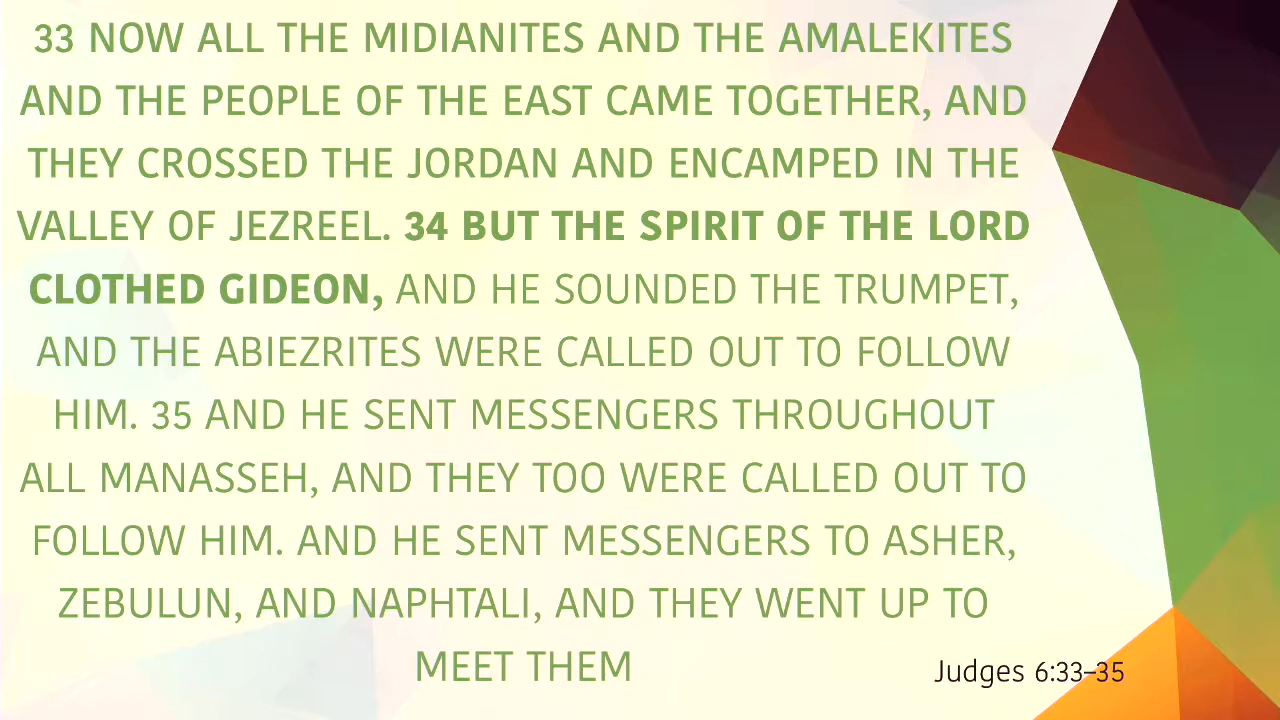 33 NOW ALL THE MIDIANITES AND THE AMALEKITES
AND THE PEOPLE OF THE EAST CAME TOGETHER, AND
THEY CROSSED THE JORDAN AND ENCAMPED IN THE
VALLEY OF JEZREEL. 34 BUT THE SPIRIT OF THE LORD
CLOTHED GIDEON, AND HE SOUNDED THE TRUMPET,
AND THE ABIEZRITES WERE CALLED OUT TO FOLLOW
HIM. 35 AND HE SENT MESSENGERS THROUGHOUT
ALL MANASSEH, AND THEY TOO WERE CALLED OUT TO
FOLLOW HIM. AND HE SENT MESSENGERS TO ASHER,
ZEBULUN, AND NAPHTALI, AND THEY WENT UP TO
MEET THEM
Judges 6:33–35